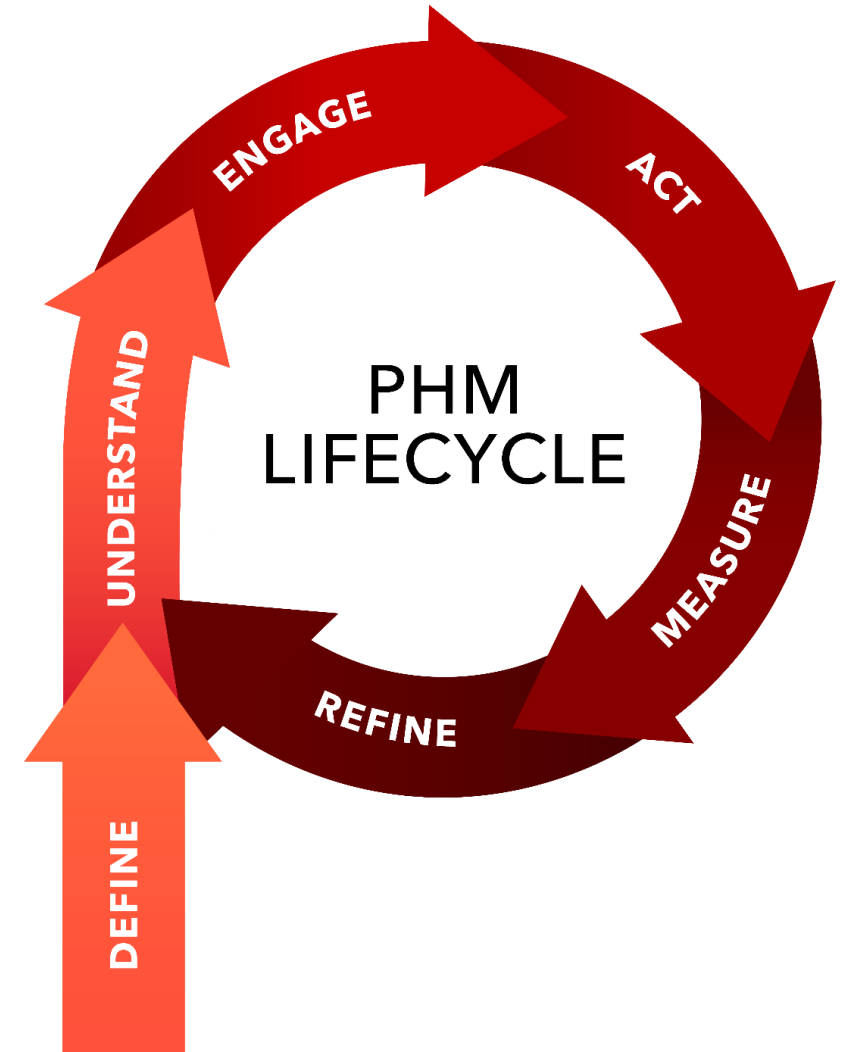 DEFINE
UNDERSTAND
ENGAGE
ACT
MEASURE
REFINE
PHM
LIFECYCLE